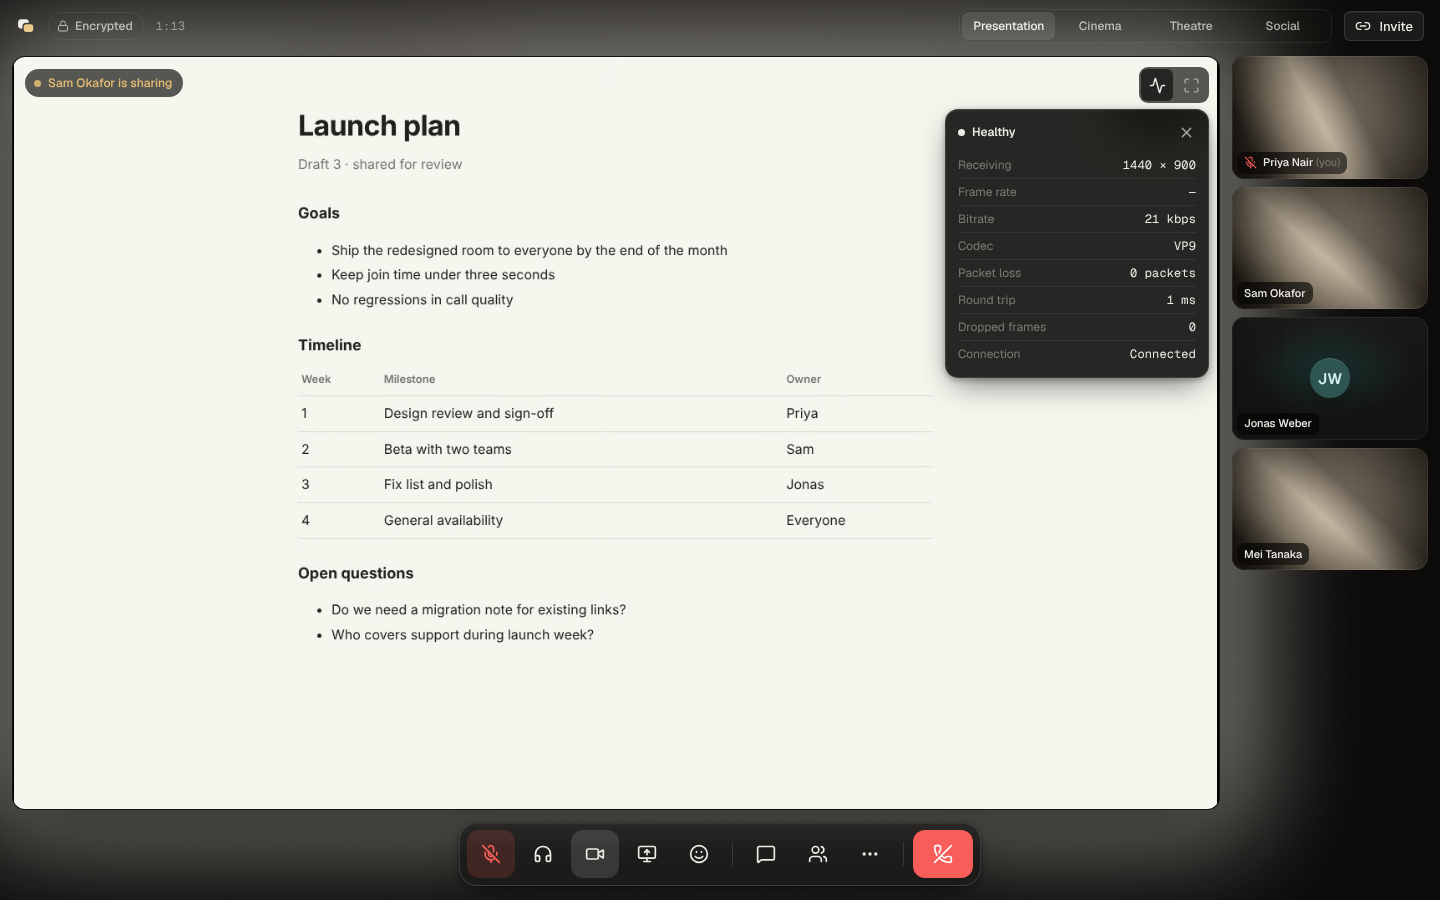 Encrypted 1:13 Presentation Cinema Theatre Social Invite
Sam Okafor is sharing
Launch plan
Draft 3 · shared for review
Goals
• Ship the redesigned room to everyone by the end of the month
• Keep join time under three seconds
• No regressions in call quality
Timeline
Week Milestone Owner
1 Design review and sign-off Priya
2 Beta with two teams Sam
3 Fix list and polish Jonas
4 General availability Everyone
Open questions
• Do we need a migration note for existing links?
• Who covers support during launch week?
Healthy
Receiving 1440 × 900
Frame rate –
Bitrate 21 kbps
Codec VP9
Packet loss 0 packets
Round trip 1 ms
Dropped frames 0
Connection Connected
Priya Nair (you)
Sam Okafor
JW
Jonas Weber
Mei Tanaka